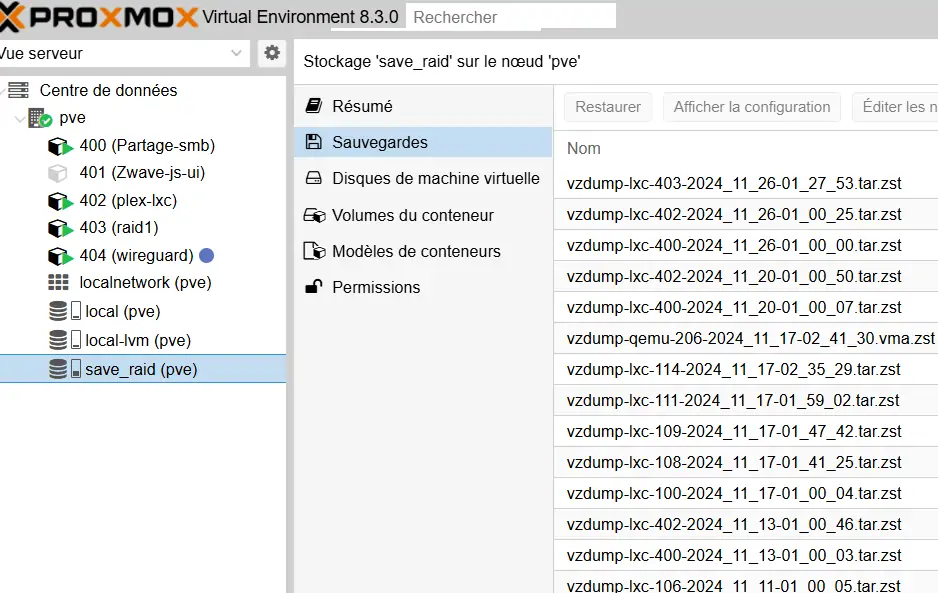 PROXMOX Virtual Environment 8.3.0 Rechercher
Vue serveur
Centre de données
pve
400 (Partage-smb)
401 (Zwave-js-ui)
402 (plex-lxc)
403 (raid1)
404 (wireguard)
localnetwork (pve)
local (pve)
local-lvm (pve)
save_raid (pve)
Stockage 'save_raid' sur le nœud 'pve'
Résumé
Sauvegardes
Disques de machine virtuelle
Volumes du conteneur
Modèles de conteneurs
Permissions
Restaurer Afficher la configuration Éditer les n
Nom
vzdump-lxc-403-2024_11_26-01_27_53.tar.zst
vzdump-lxc-402-2024_11_26-01_00_25.tar.zst
vzdump-lxc-400-2024_11_26-01_00_00.tar.zst
vzdump-lxc-402-2024_11_20-01_00_50.tar.zst
vzdump-lxc-400-2024_11_20-01_00_07.tar.zst
vzdump-qemu-206-2024_11_17-02_41_30.vma.zst
vzdump-lxc-114-2024_11_17-02_35_29.tar.zst
vzdump-lxc-111-2024_11_17-01_59_02.tar.zst
vzdump-lxc-109-2024_11_17-01_47_42.tar.zst
vzdump-lxc-108-2024_11_17-01_41_25.tar.zst
vzdump-lxc-100-2024_11_17-01_00_04.tar.zst
vzdump-lxc-402-2024_11_13-01_00_46.tar.zst
vzdump-lxc-400-2024_11_13-01_00_03.tar.zst
vzdump-lxc-106-2024_11_11-01_00_05.tar.zst